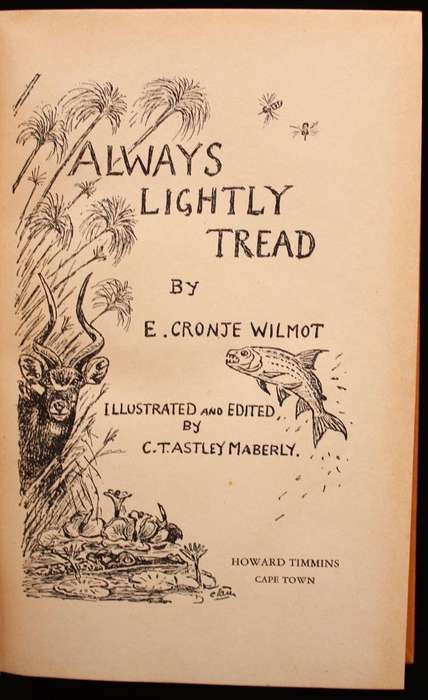 ALWAYS
LIGHTLY
TREAD
BY
E. CRONJE WILMOT
ILLUSTRATED AND EDITED
BY
C.T. ASTLEY MABERLY.
HOWARD TIMMINS
CAPE TOWN